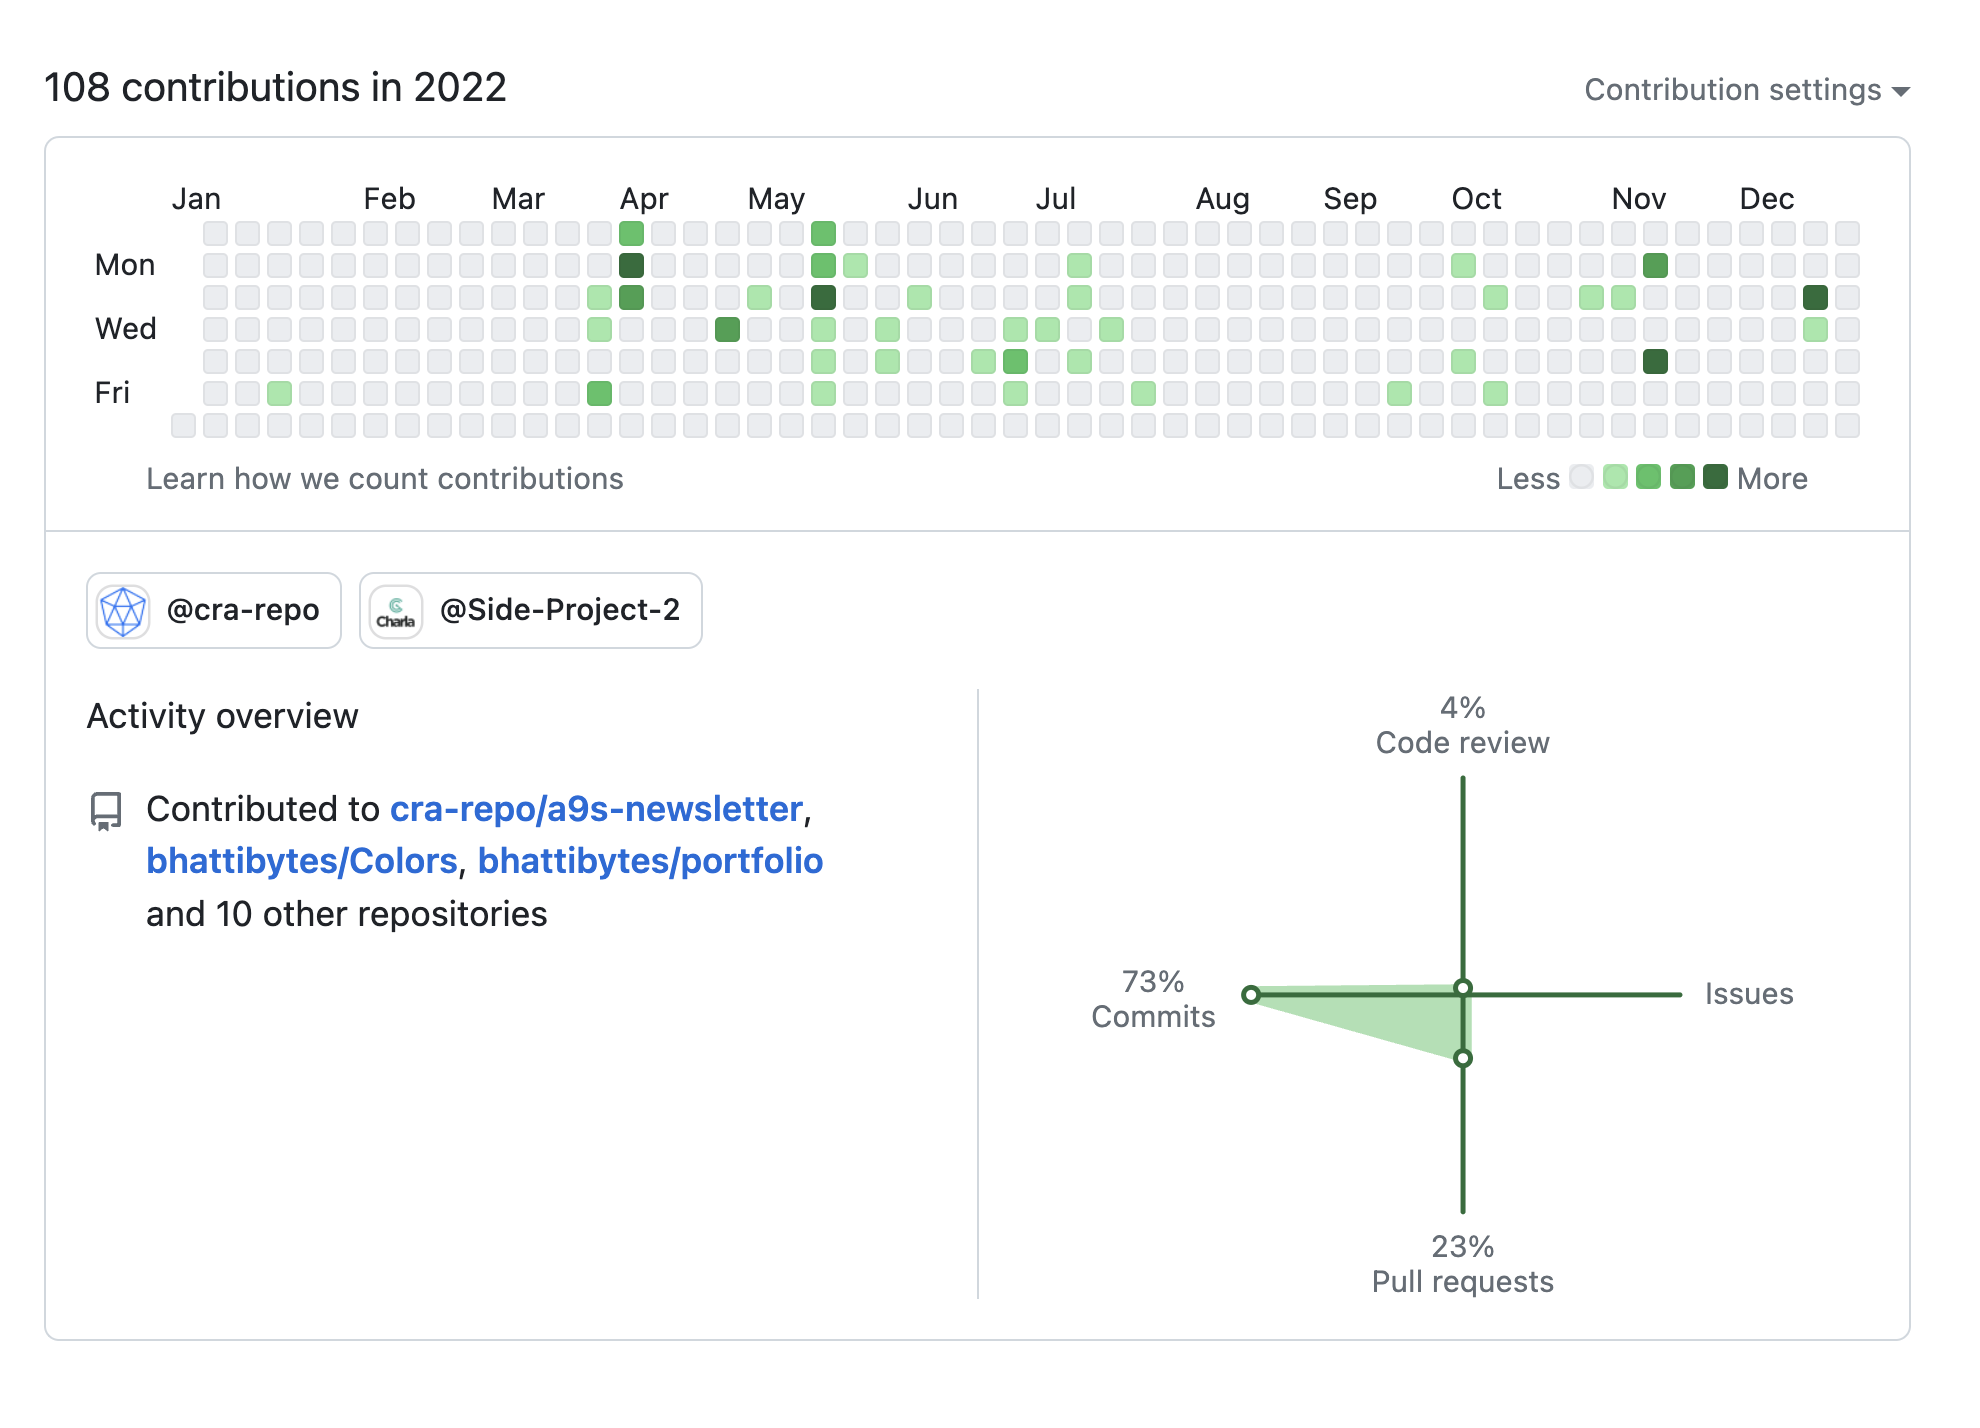 108 contributions in 2022
Contribution settings
Jan Feb Mar Apr May Jun Jul Aug Sep Oct Nov Dec
Mon
Wed
Fri
Learn how we count contributions
Less More
@cra-repo
Charla
@Side-Project-2
Activity overview
Contributed to cra-repo/a9s-newsletter,
bhattibytes/Colors, bhattibytes/portfolio
and 10 other repositories
4%
Code review
73%
Commits
Issues
23%
Pull requests